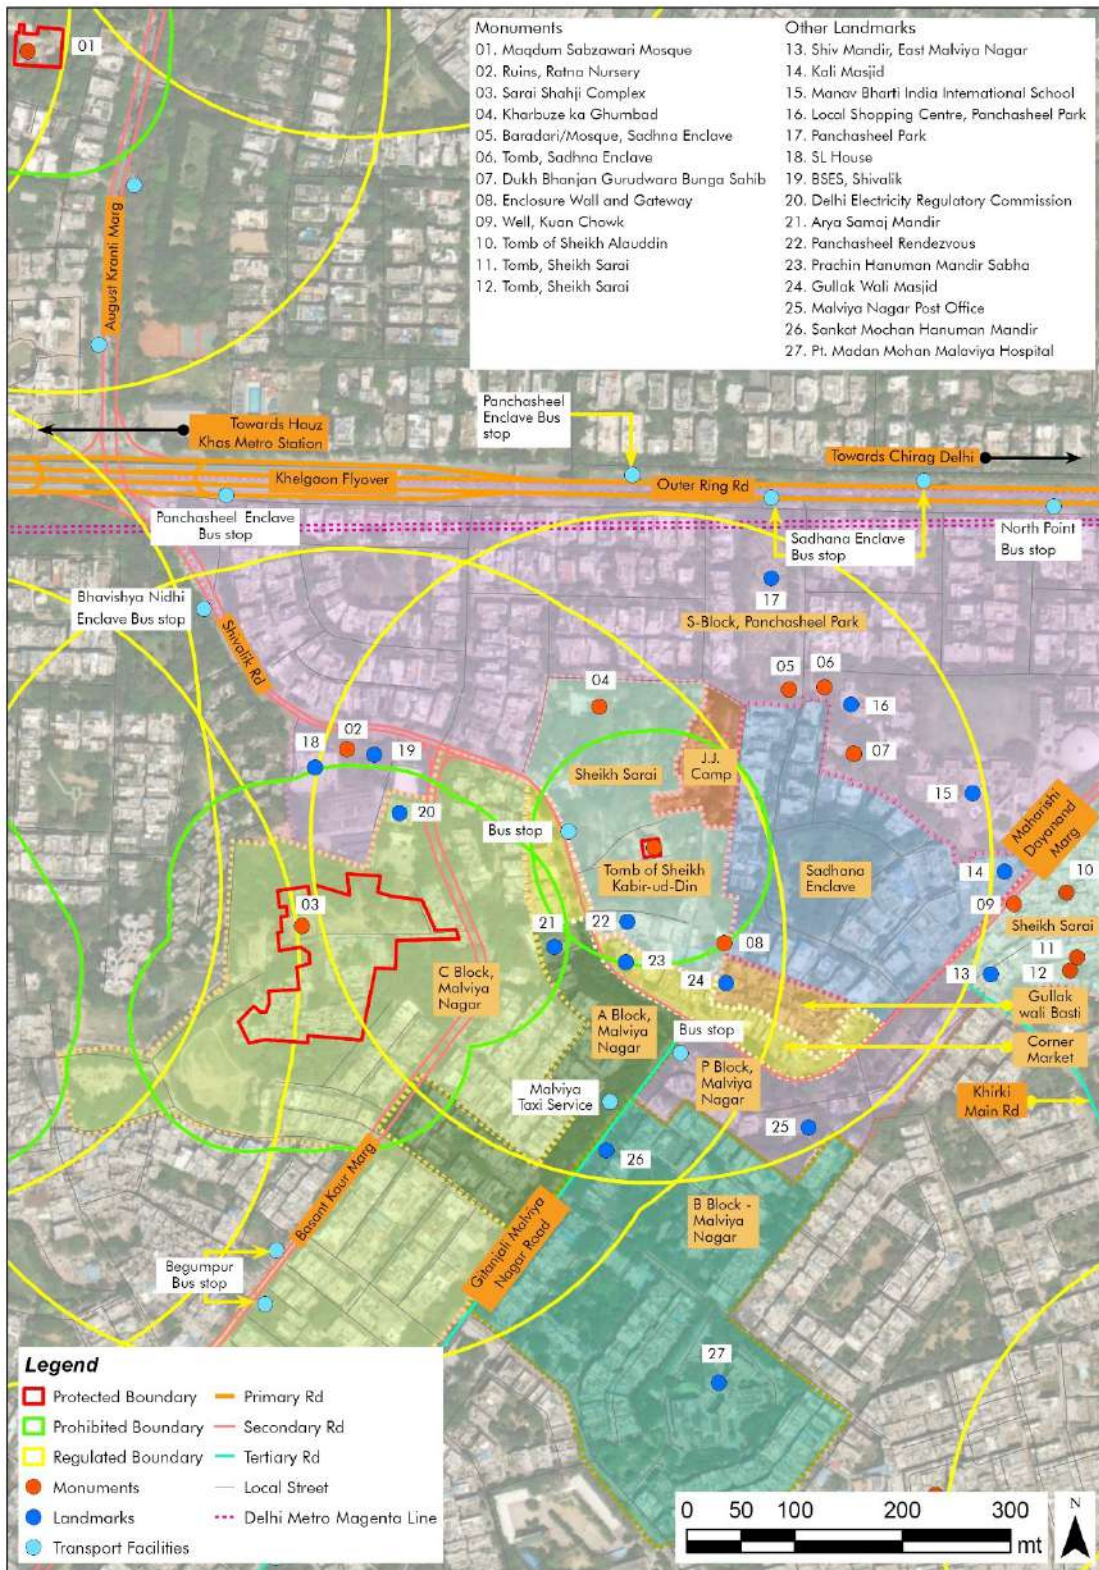 Monuments
01. Maqdum Sabzawari Mosque
02. Ruins, Ratna Nursery
03. Sarai Shahji Complex
04. Kharbuze ka Ghumbad
05. Baradari/Mosque, Sadhna Enclave
06. Tomb, Sadhna Enclave
07. Dukh Bhanjan Gurudwara Bunga Sahib
08. Enclosure Wall and Gateway
09. Well, Kuan Chowk
10. Tomb of Sheikh Alauddin
11. Tomb, Sheikh Sarai
12. Tomb, Sheikh Sarai
Other Landmarks
13. Shiv Mandir, East Malviya Nagar
14. Kali Masjid
15. Manav Bharti India International School
16. Local Shopping Centre, Panchasheel Park
17. Panchasheel Park
18. SL House
19. BSES, Shivalik
20. Delhi Electricity Regulatory Commission
21. Arya Samaj Mandir
22. Panchasheel Rendezvous
23. Prachin Hanuman Mandir Sabha
24. Gullak Wali Masjid
25. Malviya Nagar Post Office
26. Sankat Mochan Hanuman Mandir
27. Pt. Madan Mohan Malaviya Hospital
01
August Kranti Marg
Panchasheel
Enclave Bus
stop
Towards Hauz
Khas Metro Station
Towards Chirag Delhi
Khelgaon Flyover
Outer Ring Rd
Panchasheel Enclave
Bus stop
Sadhana Enclave
Bus stop
North Point
Bus stop
17
Bhavishya Nidhi
Enclave Bus stop
S-Block, Panchasheel Park
Shivalik Rd
04
05
06
16
02
18
19
07
Sheikh Sarai
J.J.
Camp
15
20
Bus stop
Maharishi
Dayanand
Marg
Tomb of Sheikh
Kabir-ud-Din
Sadhana
Enclave
14
10
09
03
22
Sheikh Sarai
21
08
11
23
13
12
24
C Block,
Malviya
Nagar
A Block,
Malviya
Nagar
Bus stop
Gullak
wali Basti
Corner
Market
P Block,
Malviya
Nagar
Malviya
Taxi Service
Khirki
Main Rd
25
26
Basant Kaur Marg
B Block -
Malviya
Nagar
Gitanjali Malviya
Nagar Road
Begumpur
Bus stop
27
Legend
Protected Boundary
Prohibited Boundary
Regulated Boundary
Monuments
Landmarks
Transport Facilities
Primary Rd
Secondary Rd
Tertiary Rd
Local Street
Delhi Metro Magenta Line
0 50 100 200 300
mt
N